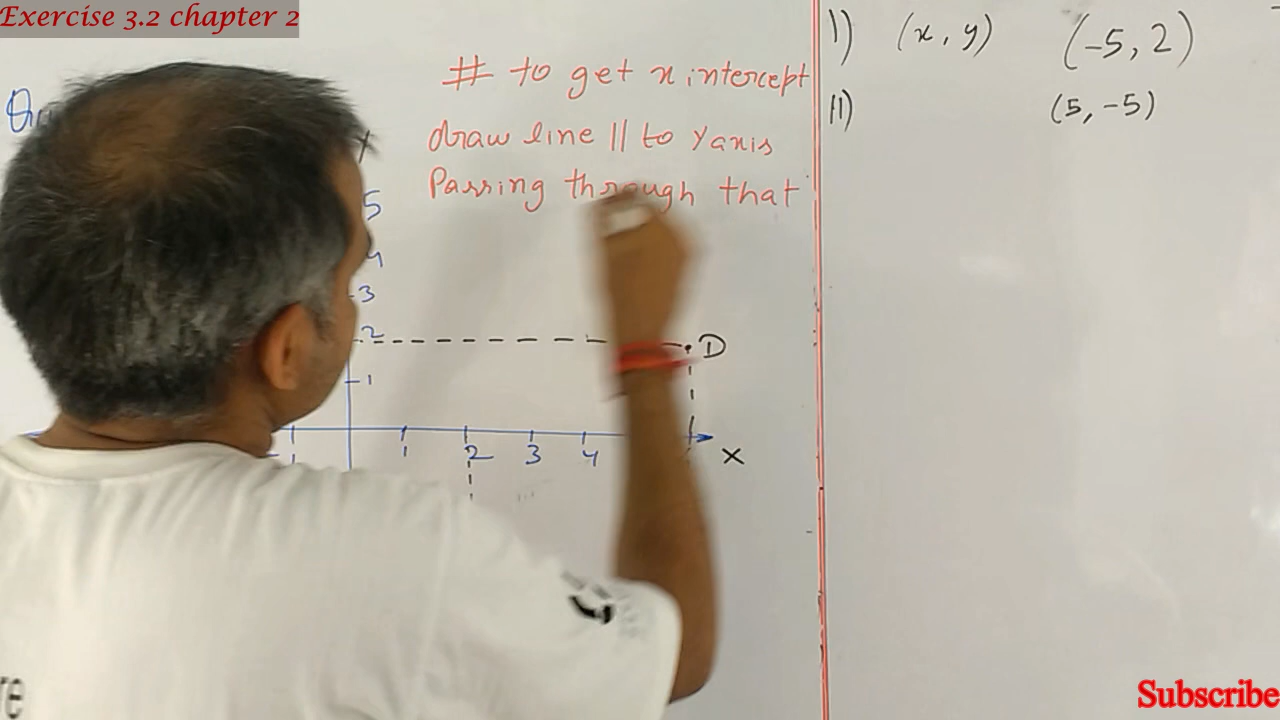 Exercise 3.2 chapter 2
# to get x intercept
draw line || to Y axis
Passing through that
I) (x, y) (-5, 2)
II) (5, -5)
5
4
3
2
D
1
1 2 3 4
X
Subscribe